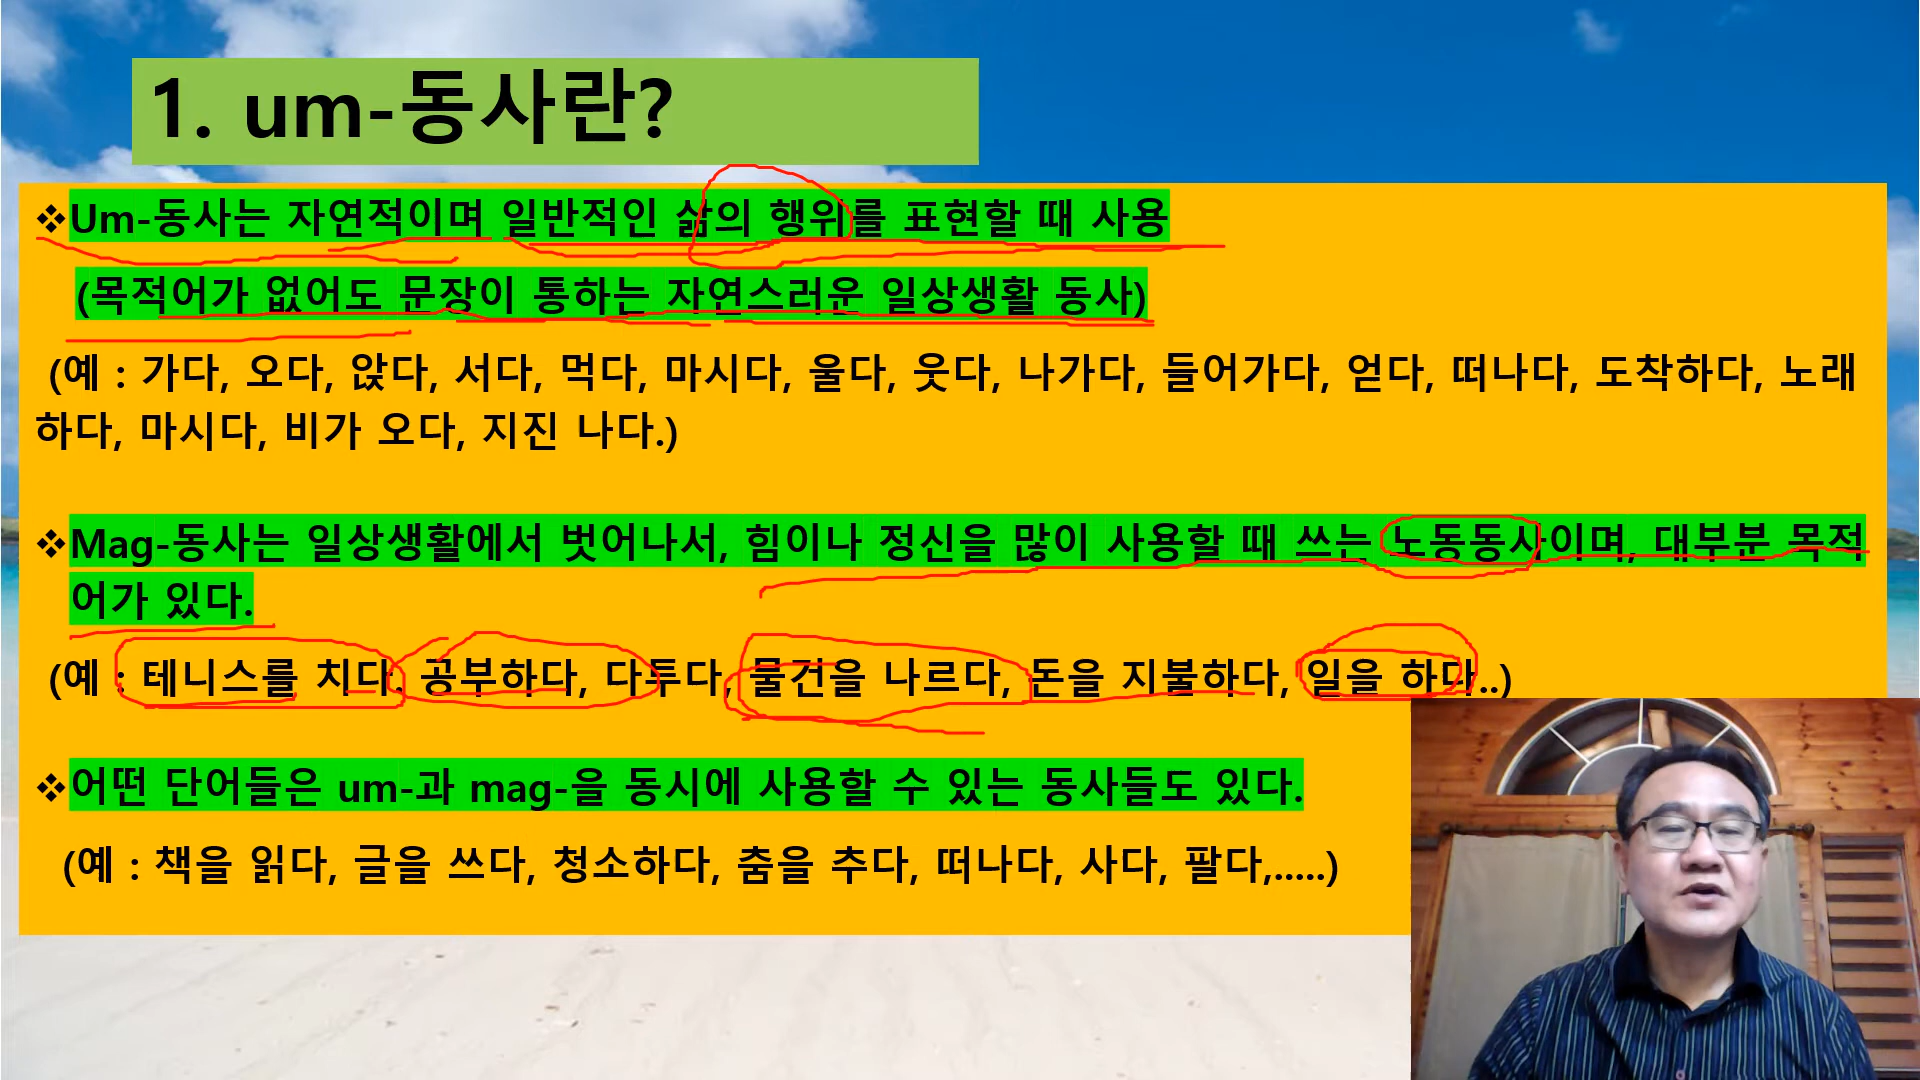 1. um-동사란?
❖Um-동사는 자연적이며 일반적인 삶의 행위를 표현할 때 사용
(목적어가 없어도 문장이 통하는 자연스러운 일상생활 동사)
(예 : 가다, 오다, 앉다, 서다, 먹다, 마시다, 울다, 웃다, 나가다, 들어가다, 얻다, 떠나다, 도착하다, 노래
하다, 마시다, 비가 오다, 지진 나다.)
❖Mag-동사는 일상생활에서 벗어나서, 힘이나 정신을 많이 사용할 때 쓰는 노동동사이며, 대부분 목적
어가 있다.
(예 : 테니스를 치다. 공부하다, 다투다, 물건을 나르다, 돈을 지불하다, 일을 하다..)
❖어떤 단어들은 um-과 mag-을 동시에 사용할 수 있는 동사들도 있다.
(예 : 책을 읽다, 글을 쓰다, 청소하다, 춤을 추다, 떠나다, 사다, 팔다,.....)